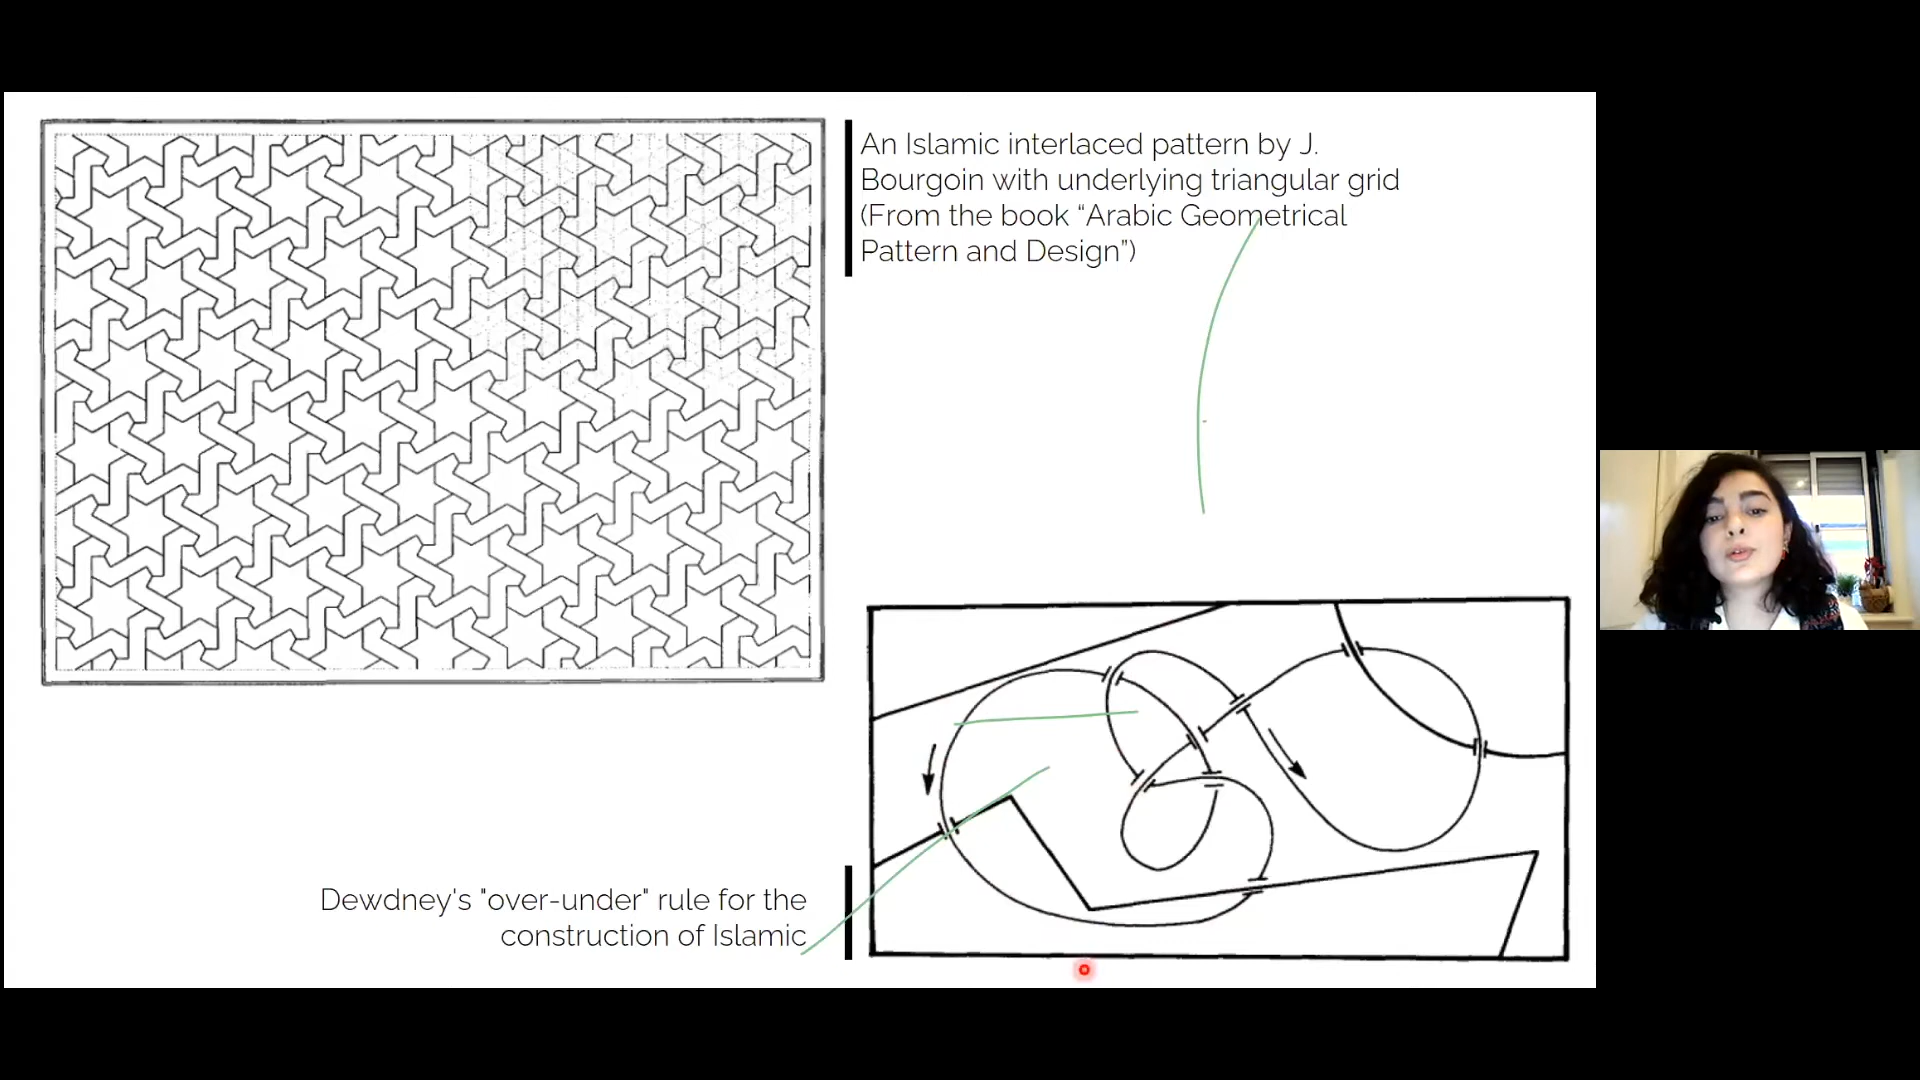 An Islamic interlaced pattern by J.
Bourgoin with underlying triangular grid
(From the book “Arabic Geometrical
Pattern and Design”)
Dewdney's "over-under" rule for the
construction of Islamic